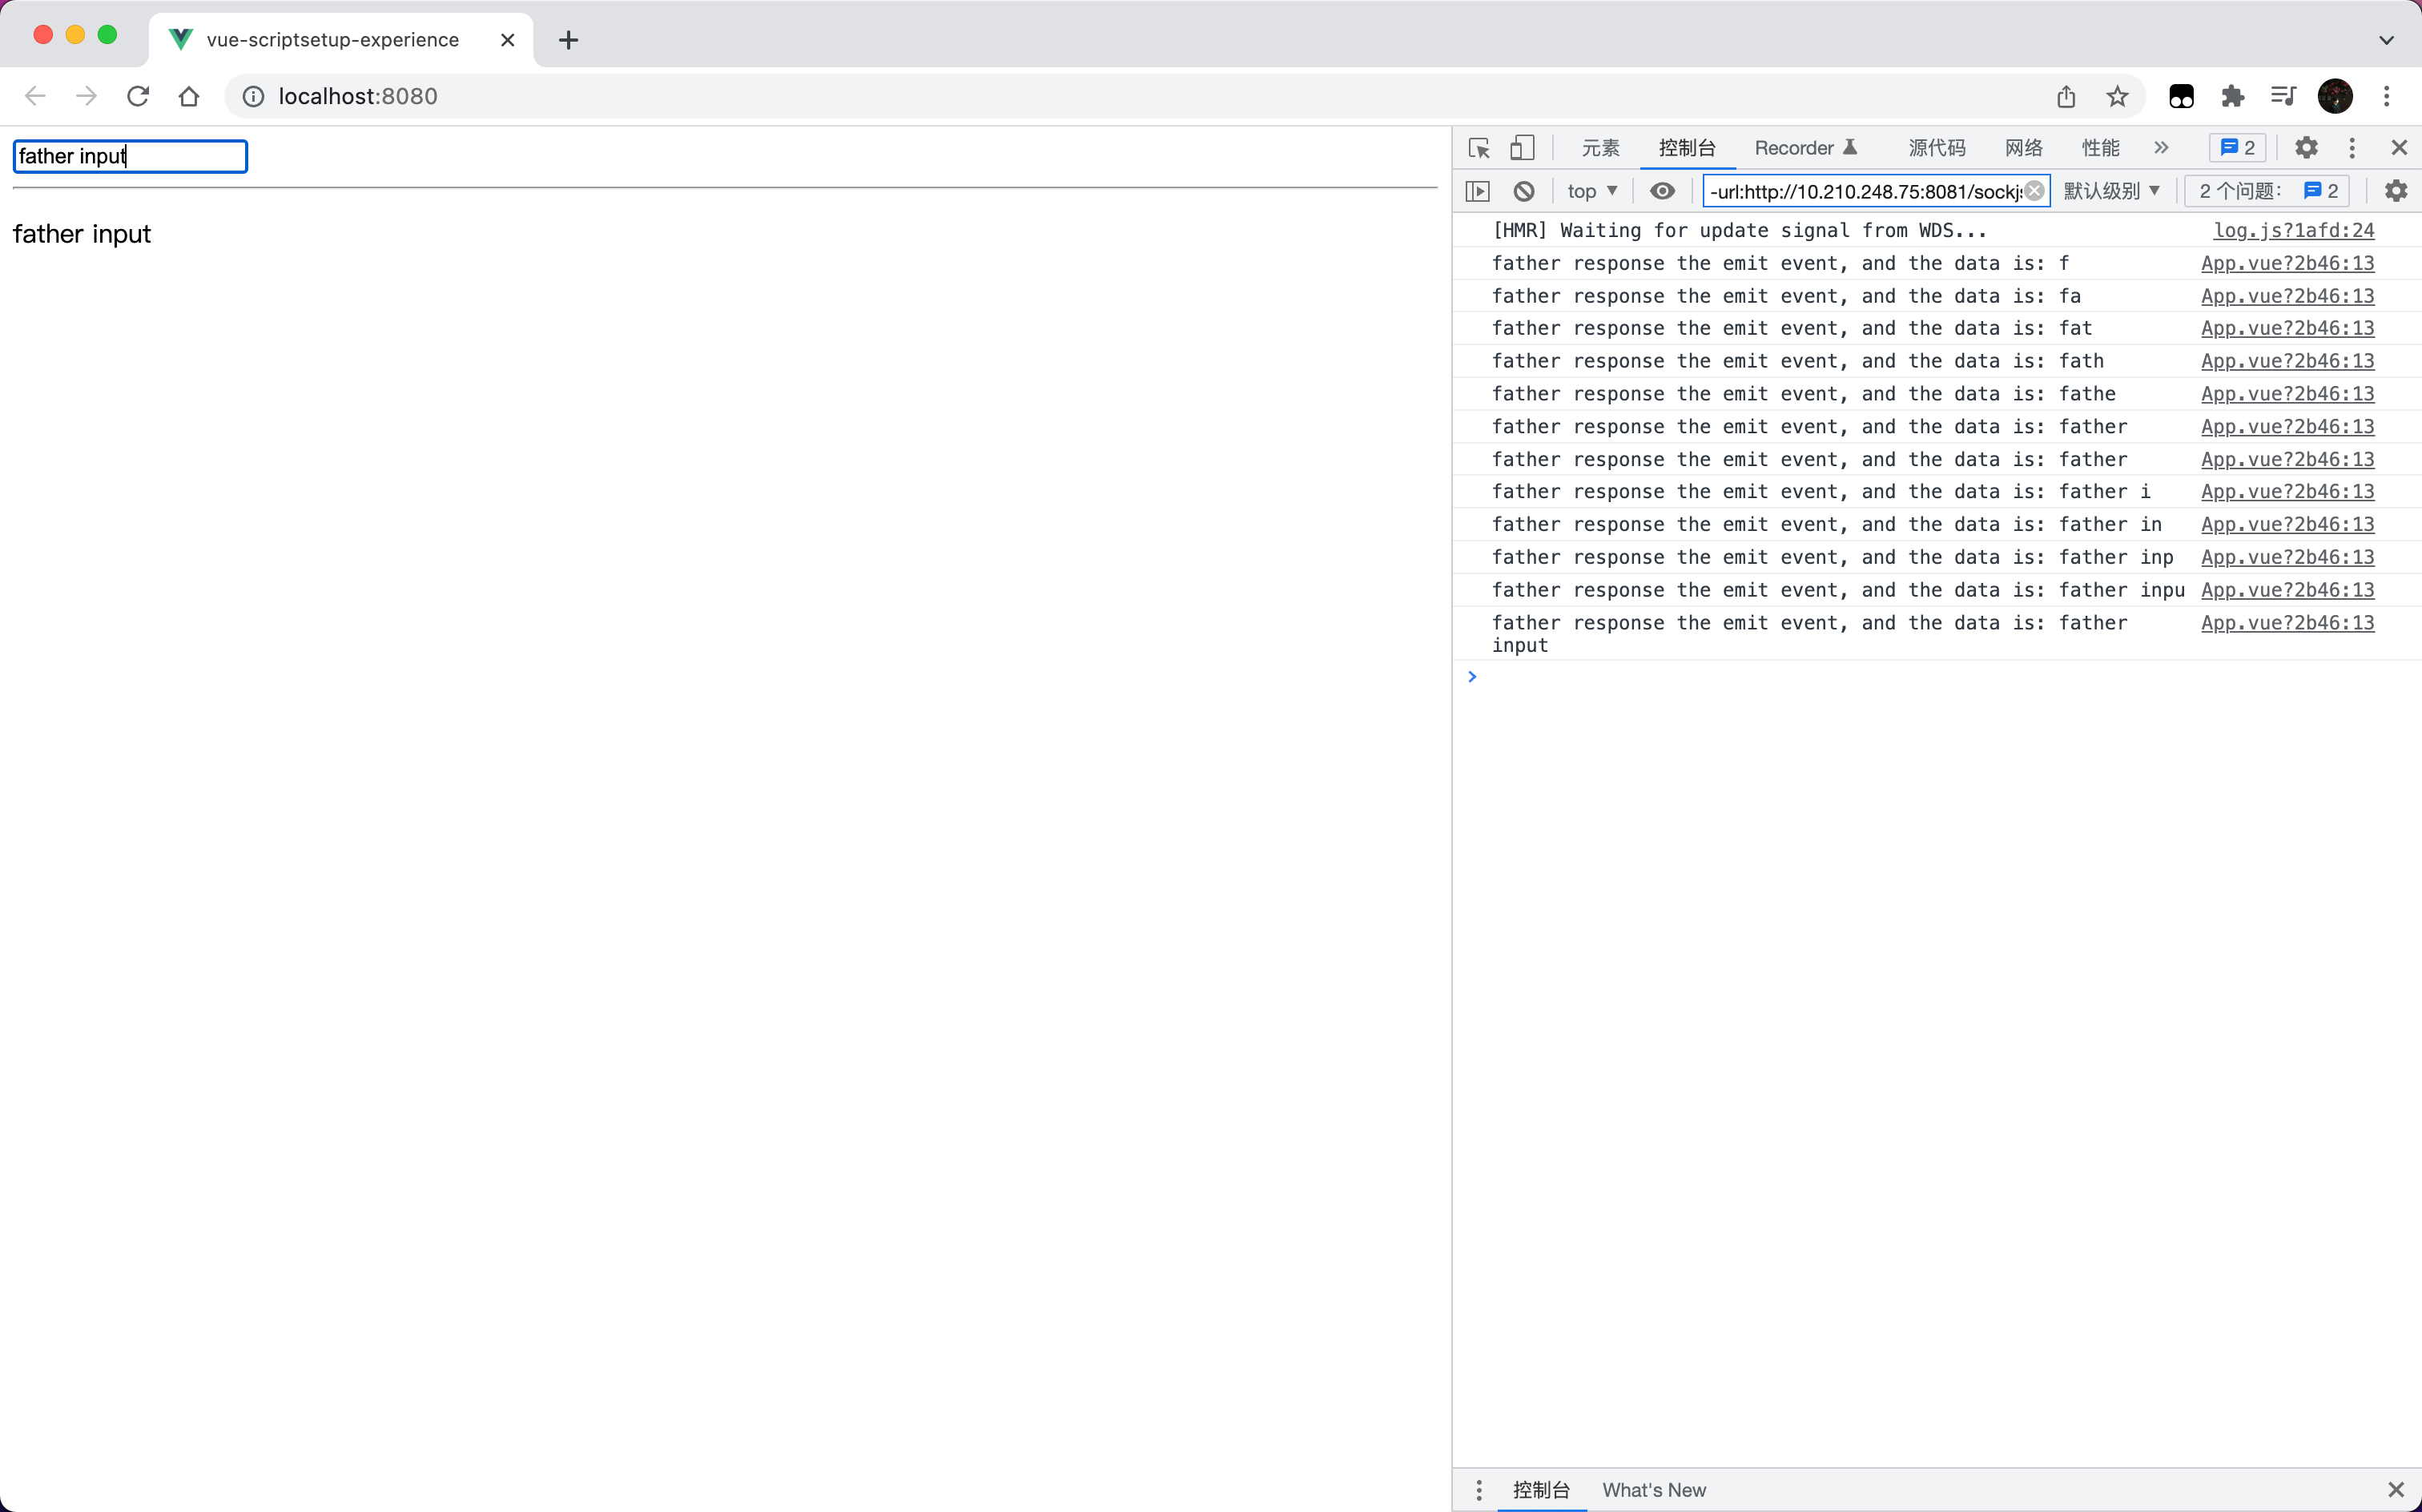 vue-scriptsetup-experience
localhost:8080
father input
father input
元素 控制台 Recorder 源代码 网络 性能 2
top -url:http://10.210.248.75:8081/sockj 默认级别 2 个问题： 2
[HMR] Waiting for update signal from WDS... log.js?1afd:24
father response the emit event, and the data is: f App.vue?2b46:13
father response the emit event, and the data is: fa App.vue?2b46:13
father response the emit event, and the data is: fat App.vue?2b46:13
father response the emit event, and the data is: fath App.vue?2b46:13
father response the emit event, and the data is: fathe App.vue?2b46:13
father response the emit event, and the data is: father App.vue?2b46:13
father response the emit event, and the data is: father App.vue?2b46:13
father response the emit event, and the data is: father i App.vue?2b46:13
father response the emit event, and the data is: father in App.vue?2b46:13
father response the emit event, and the data is: father inp App.vue?2b46:13
father response the emit event, and the data is: father inpu App.vue?2b46:13
father response the emit event, and the data is: father App.vue?2b46:13
input
控制台 What's New